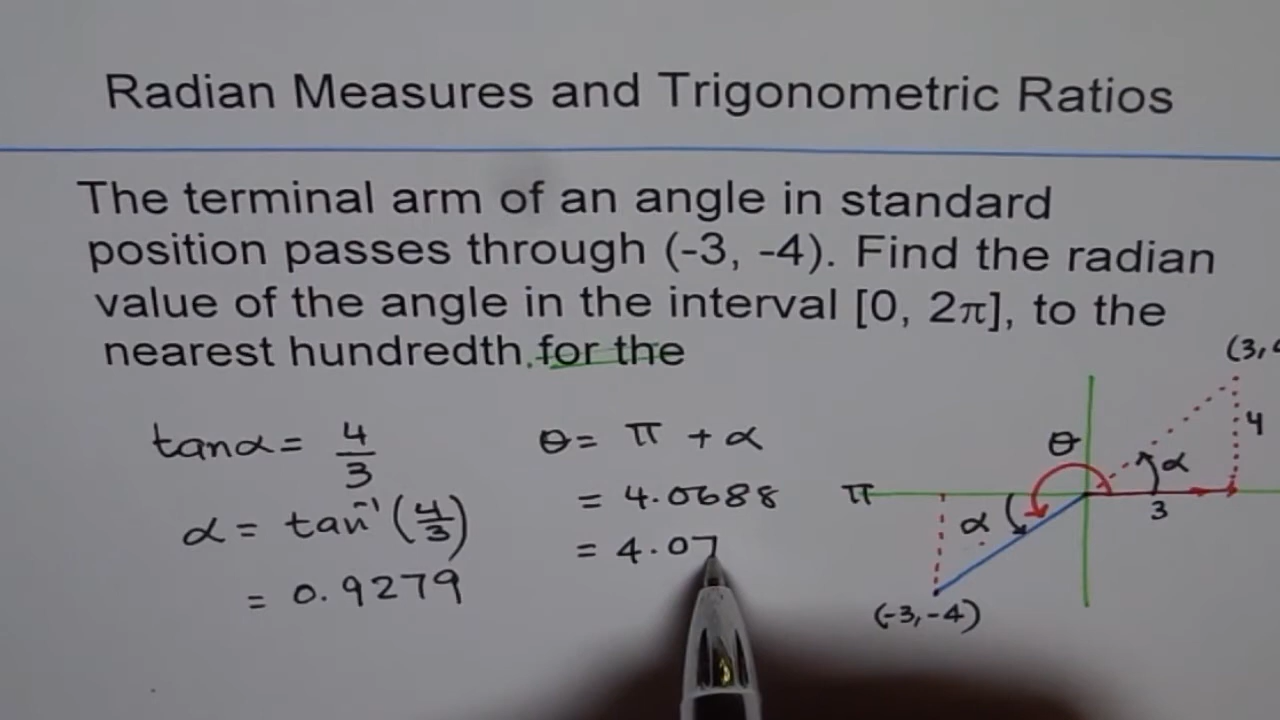 Radian Measures and Trigonometric Ratios
The terminal arm of an angle in standard
position passes through (-3, -4). Find the radian
value of the angle in the interval [0, 2π], to the
nearest hundredth for the
tanα = 4/3
α = tan⁻¹(4/3)
= 0.9279
θ = π + α
= 4.0688
= 4.07
(3,
4
θ
α
π
3
α
(-3,-4)